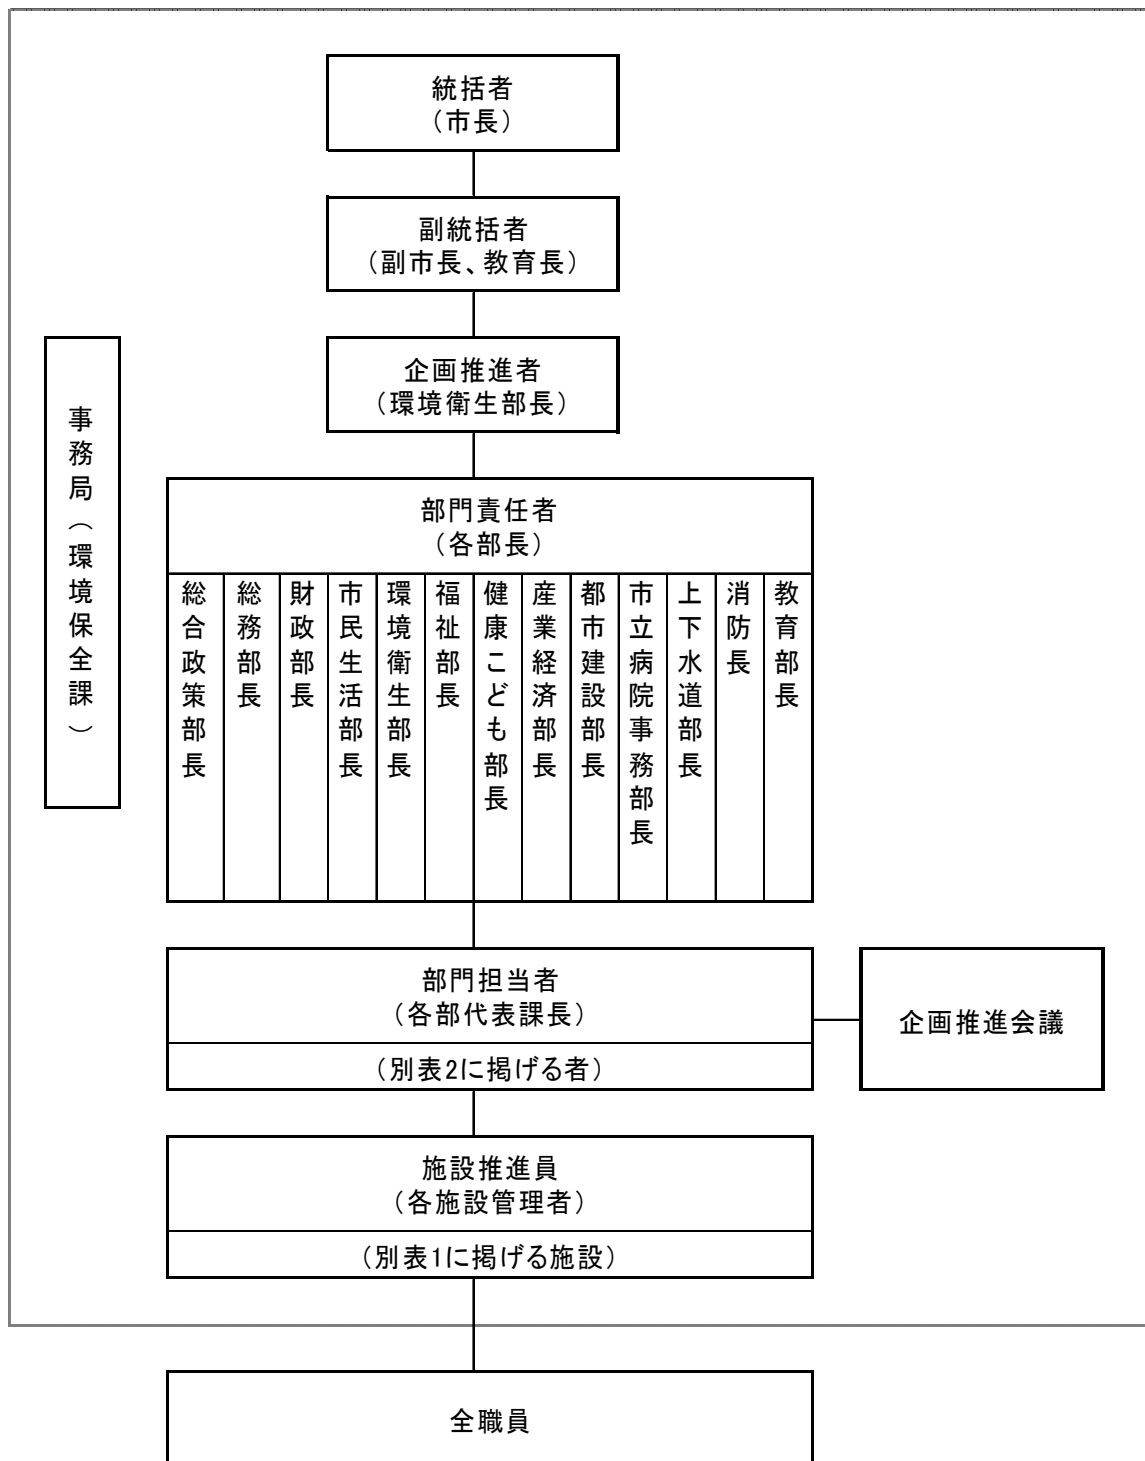 統括者
（市長）
副統括者
（副市長、教育長）
企画推進者
（環境衛生部長）
事務局（環境保全課）
部門責任者
（各部長）
総合政策部長
総務部長
財政部長
市民生活部長
環境衛生部長
福祉部長
健康こども部長
産業経済部長
都市建設部長
市立病院事務部長
上下水道部長
消防長
教育部長
部門担当者
（各部代表課長）
（別表2に掲げる者）
企画推進会議
施設推進員
（各施設管理者）
（別表1に掲げる施設）
全職員